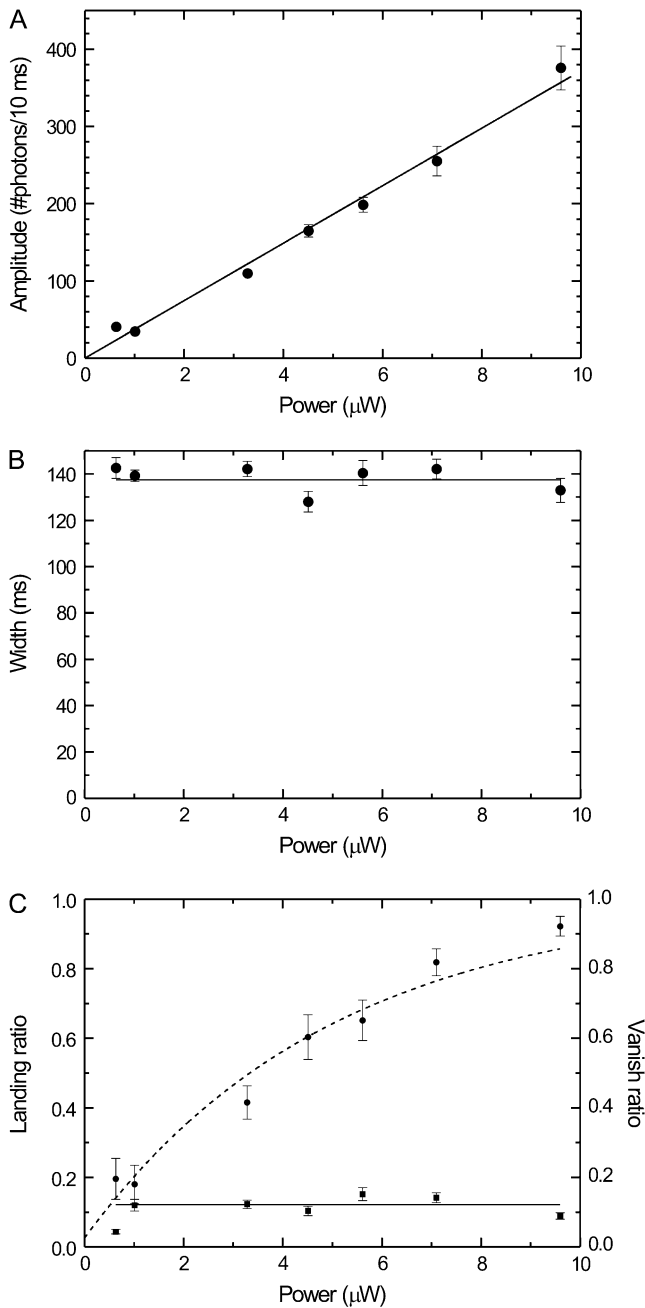 A
400
300
200
100
0
Amplitude (#photons/10 ms)
0 2 4 6 8 10
Power (μW)
B
140
120
100
80
60
40
20
0
Width (ms)
0 2 4 6 8 10
Power (μW)
C
1.0 1.0
0.8 0.8
0.6 0.6
0.4 0.4
0.2 0.2
0.0 0.0
Landing ratio
Vanish ratio
0 2 4 6 8 10
Power (μW)